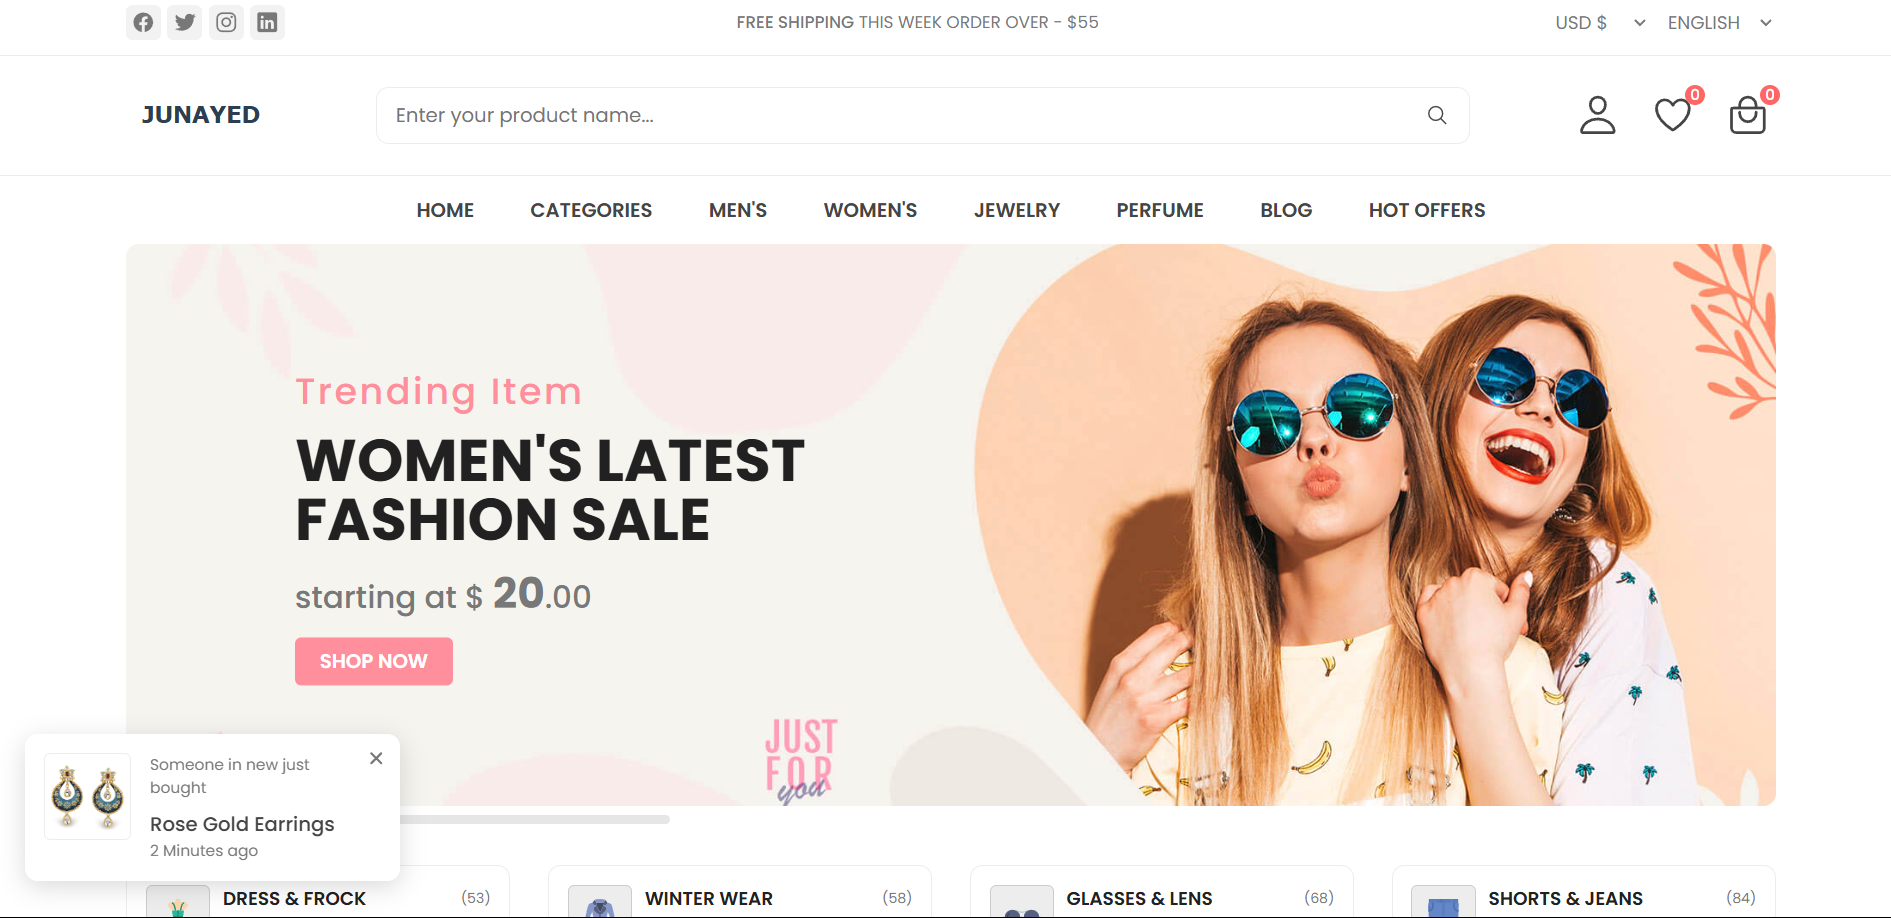 FREE SHIPPING THIS WEEK ORDER OVER - $55
USD $
ENGLISH
JUNAYED
Enter your product name...
0
0
HOME
CATEGORIES
MEN'S
WOMEN'S
JEWELRY
PERFUME
BLOG
HOT OFFERS
Trending Item
WOMEN'S LATEST
FASHION SALE
starting at $ 20.00
SHOP NOW
JUST
FOR
you
Someone in new just
bought
Rose Gold Earrings
2 Minutes ago
DRESS & FROCK
(53)
WINTER WEAR
(58)
GLASSES & LENS
(68)
SHORTS & JEANS
(84)